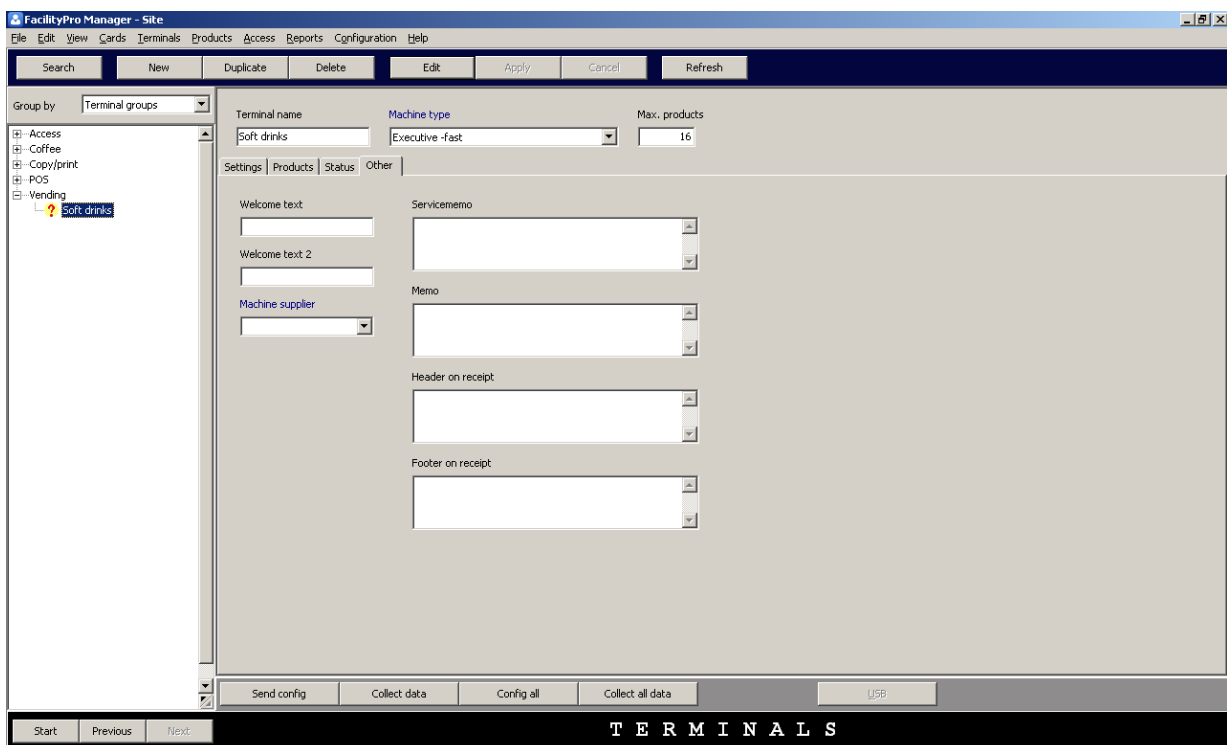 FacilityPro Manager - Site
File Edit View Cards Terminals Products Access Reports Configuration Help
Search New Duplicate Delete Edit Apply Cancel Refresh
Group by Terminal groups
Access
Coffee
Copy/print
POS
Vending
Soft drinks
Terminal name Machine type Max. products
Soft drinks Executive -fast 16
Settings Products Status Other
Welcome text Servicememo
Welcome text 2
Memo
Machine supplier
Header on receipt
Footer on receipt
Send config Collect data Config all Collect all data USB
Start Previous Next TERMINALS